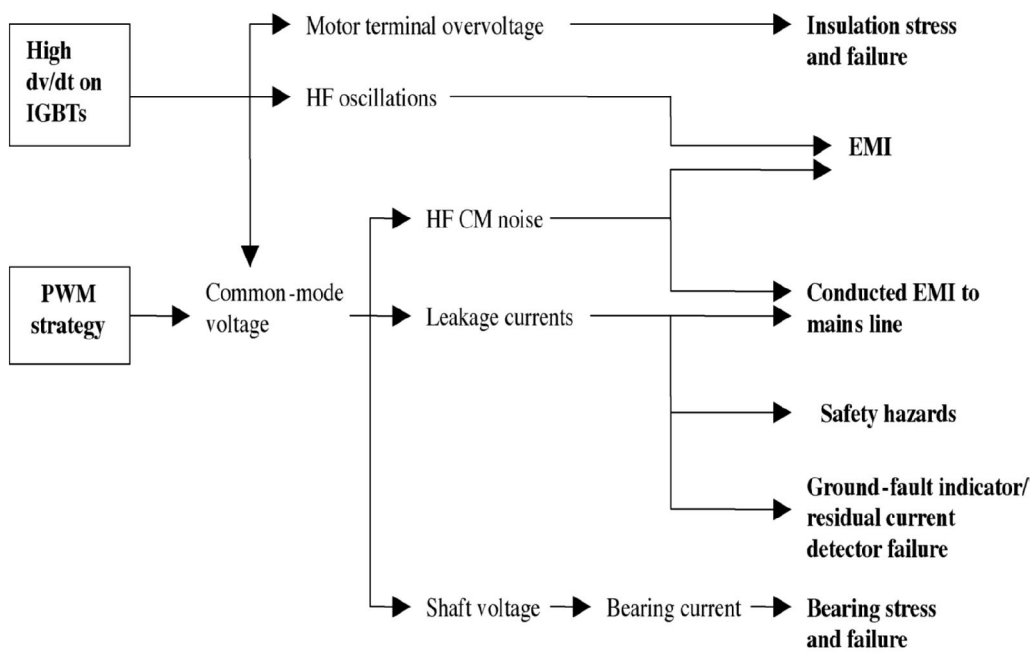 High
dv/dt on
IGBTs
Motor terminal overvoltage
Insulation stress
and failure
HF oscillations
EMI
HF CM noise
PWM
strategy
Common-mode
voltage
Leakage currents
Conducted EMI to
mains line
Safety hazards
Ground-fault indicator/
residual current
detector failure
Shaft voltage
Bearing current
Bearing stress
and failure